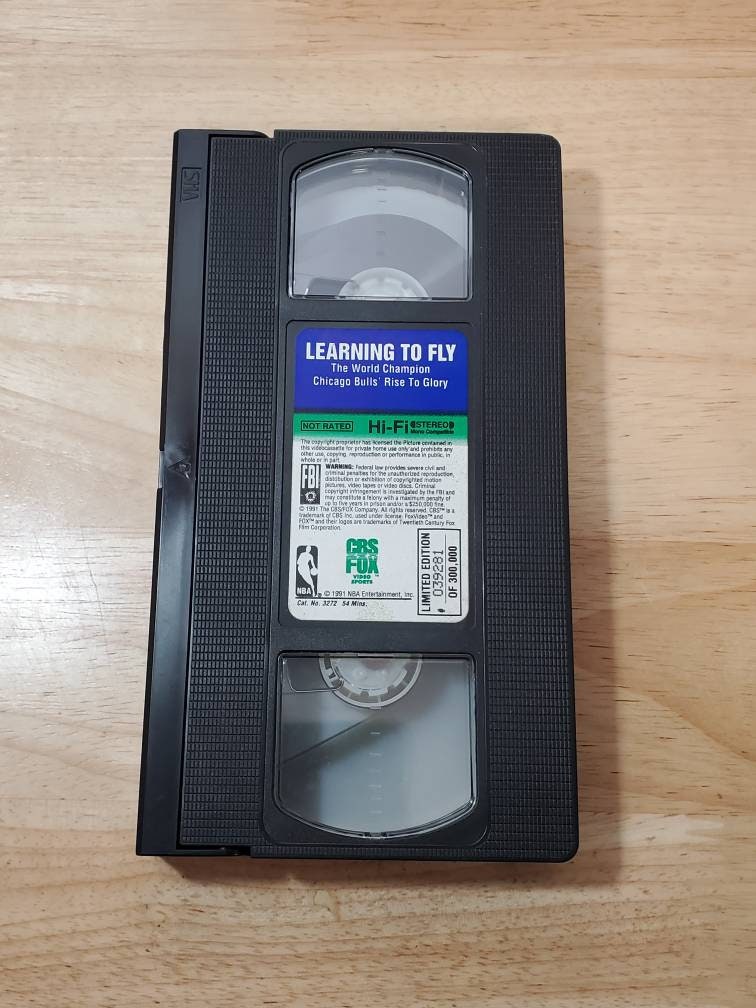 VHS
LEARNING TO FLY
The World Champion
Chicago Bulls' Rise To Glory
NOT RATED Hi-Fi STEREO
Mono Compatible
The copyright proprietor has licensed the Picture contained in
this videocassette for private home use only and prohibits any
other use, copying, reproduction or performance in public, in
whole or in part.
FBI
WARNING: Federal law provides severe civil and
criminal penalties for the unauthorized reproduction,
distribution or exhibition of copyrighted motion
pictures, video tapes or video discs. Criminal
copyright infringement is investigated by the FBI and
may constitute a felony with a maximum penalty of
up to five years in prison and/or a $250,000 fine.
© 1991 The CBS/FOX Company. All rights reserved. CBS™ is a
trademark of CBS Inc. used under license. FoxVideo™ and
FOX™ and their logos are trademarks of Twentieth Century Fox
Film Corporation.
CBS
FOX™
VIDEO
SPORTS
NBA
© 1991 NBA Entertainment, Inc.
Cat. No. 3272 54 Mins.
LIMITED EDITION
039281
OF 300,000